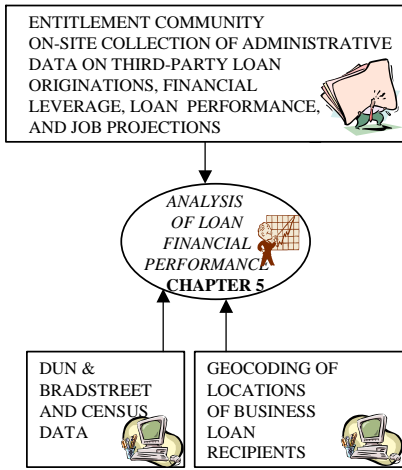 ENTITLEMENT COMMUNITY
ON-SITE COLLECTION OF ADMINISTRATIVE
DATA ON THIRD-PARTY LOAN
ORIGINATIONS, FINANCIAL
LEVERAGE, LOAN PERFORMANCE,
AND JOB PROJECTIONS
ANALYSIS
OF LOAN
FINANCIAL
PERFORMANCE
CHAPTER 5
DUN &
BRADSTREET
AND CENSUS
DATA
GEOCODING OF
LOCATIONS
OF BUSINESS
LOAN
RECIPIENTS